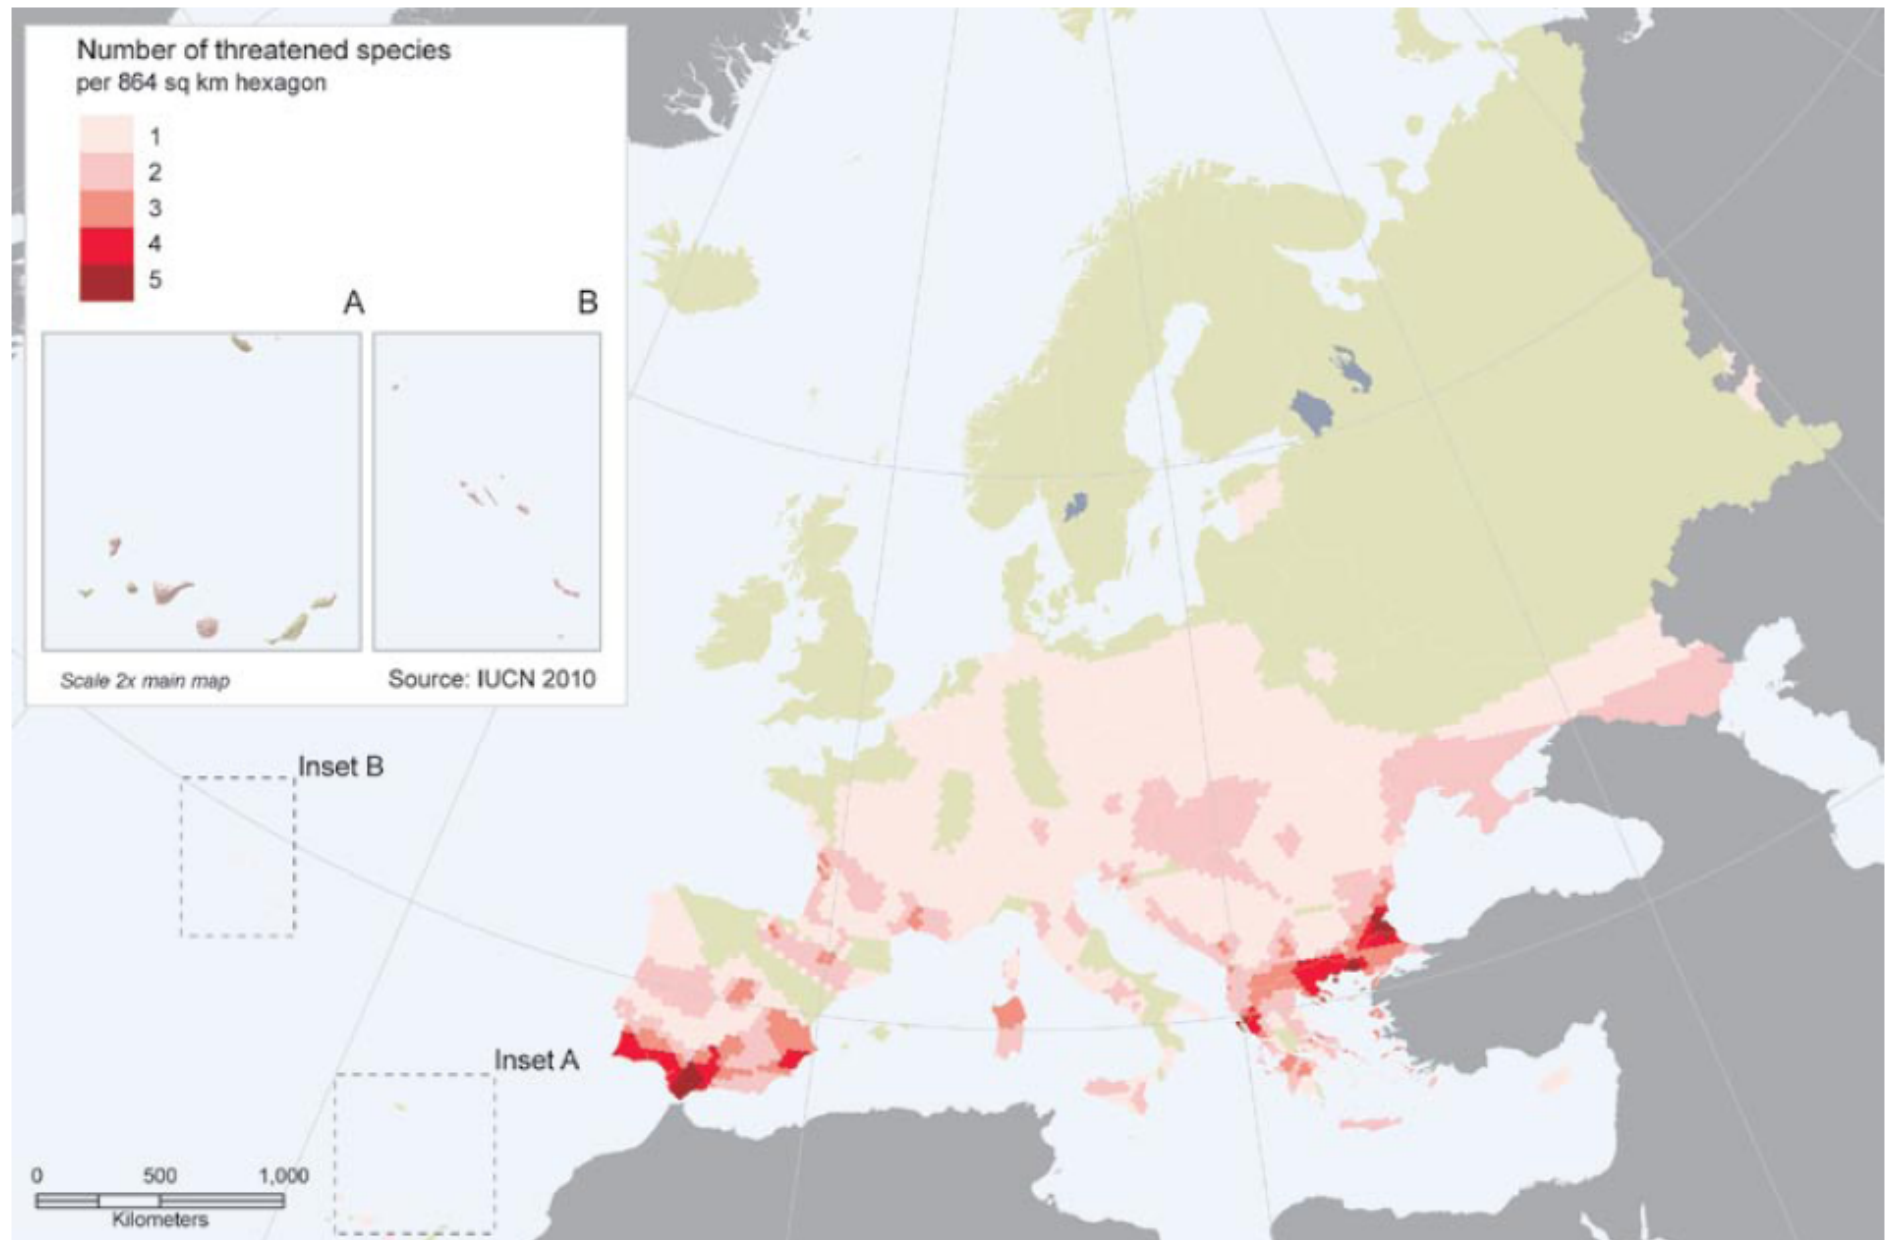 Number of threatened species
per 864 sq km hexagon
1
2
3
4
5
A
B
Scale 2x main map
Source: IUCN 2010
Inset B
Inset A
0 500 1,000
Kilometers